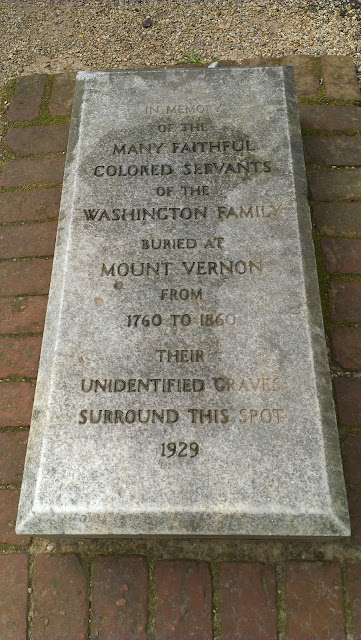 IN MEMORY
OF THE
MANY FAITHFUL
COLORED SERVANTS
OF THE
WASHINGTON FAMILY
BURIED AT
MOUNT VERNON
FROM
1760 TO 1860
THEIR
UNIDENTIFIED GRAVES
SURROUND THIS SPOT
1929